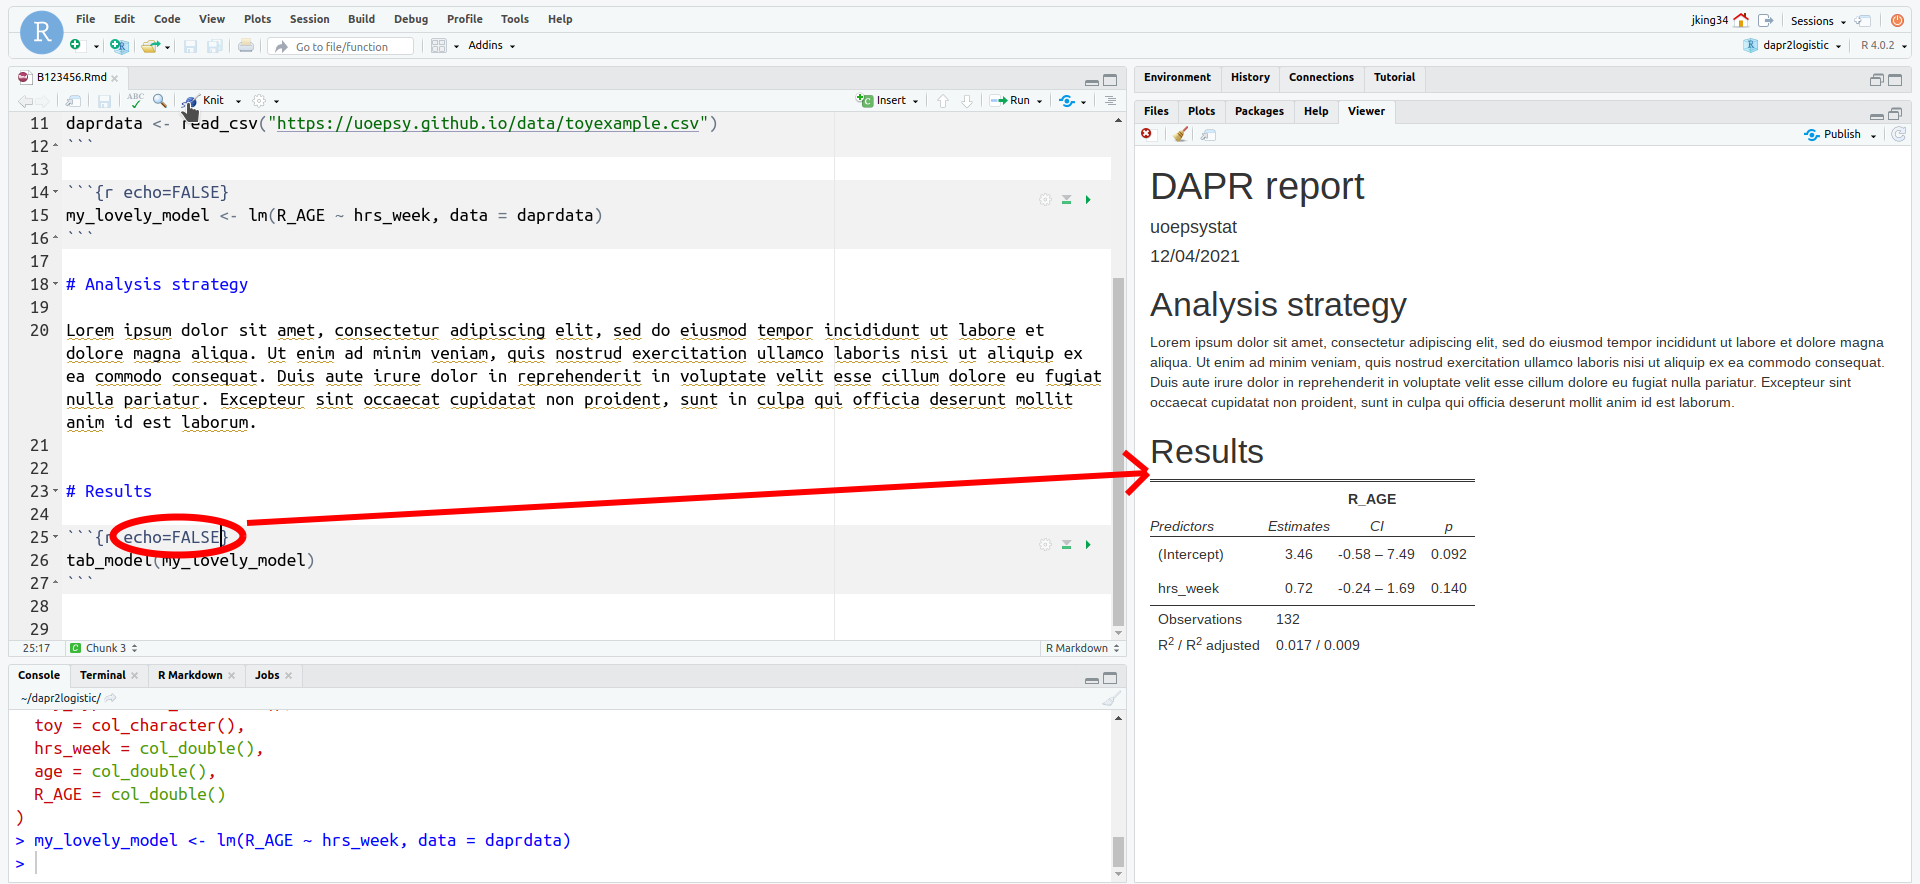 File Edit Code View Plots Session Build Debug Profile Tools Help
jking34 Sessions
R
Go to file/function Addins
dapr2logistic R 4.0.2
B123456.Rmd
ABC Knit Insert Run
11 daprdata <- read_csv("https://uoepsy.github.io/data/toyexample.csv")
12 ```
13
14 ```{r echo=FALSE}
15 my_lovely_model <- lm(R_AGE ~ hrs_week, data = daprdata)
16 ```
17
18 # Analysis strategy
19
20 Lorem ipsum dolor sit amet, consectetur adipiscing elit, sed do eiusmod tempor incididunt ut labore et
dolore magna aliqua. Ut enim ad minim veniam, quis nostrud exercitation ullamco laboris nisi ut aliquip ex
ea commodo consequat. Duis aute irure dolor in reprehenderit in voluptate velit esse cillum dolore eu fugiat
nulla pariatur. Excepteur sint occaecat cupidatat non proident, sunt in culpa qui officia deserunt mollit
anim id est laborum.
21
22
23 # Results
24
25 ```{r echo=FALSE}
26 tab_model(my_lovely_model)
27 ```
28
29
25:17 C Chunk 3 R Markdown
Console Terminal R Markdown Jobs
~/dapr2logistic/
toy = col_character(),
hrs_week = col_double(),
age = col_double(),
R_AGE = col_double()
)
> my_lovely_model <- lm(R_AGE ~ hrs_week, data = daprdata)
>
Environment History Connections Tutorial
Files Plots Packages Help Viewer
Publish
DAPR report
uoepsystat
12/04/2021
Analysis strategy
Lorem ipsum dolor sit amet, consectetur adipiscing elit, sed do eiusmod tempor incididunt ut labore et dolore magna
aliqua. Ut enim ad minim veniam, quis nostrud exercitation ullamco laboris nisi ut aliquip ex ea commodo consequat.
Duis aute irure dolor in reprehenderit in voluptate velit esse cillum dolore eu fugiat nulla pariatur. Excepteur sint
occaecat cupidatat non proident, sunt in culpa qui officia deserunt mollit anim id est laborum.
Results
R_AGE
Predictors Estimates CI p
(Intercept) 3.46 -0.58 – 7.49 0.092
hrs_week 0.72 -0.24 – 1.69 0.140
Observations 132
R2 / R2 adjusted 0.017 / 0.009